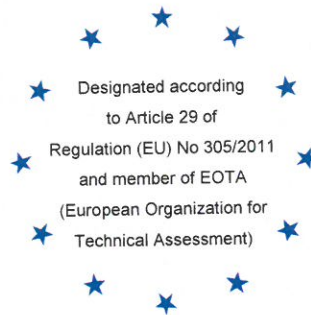 Designated according
to Article 29 of
Regulation (EU) No 305/2011
and member of EOTA
(European Organization for
Technical Assessment)